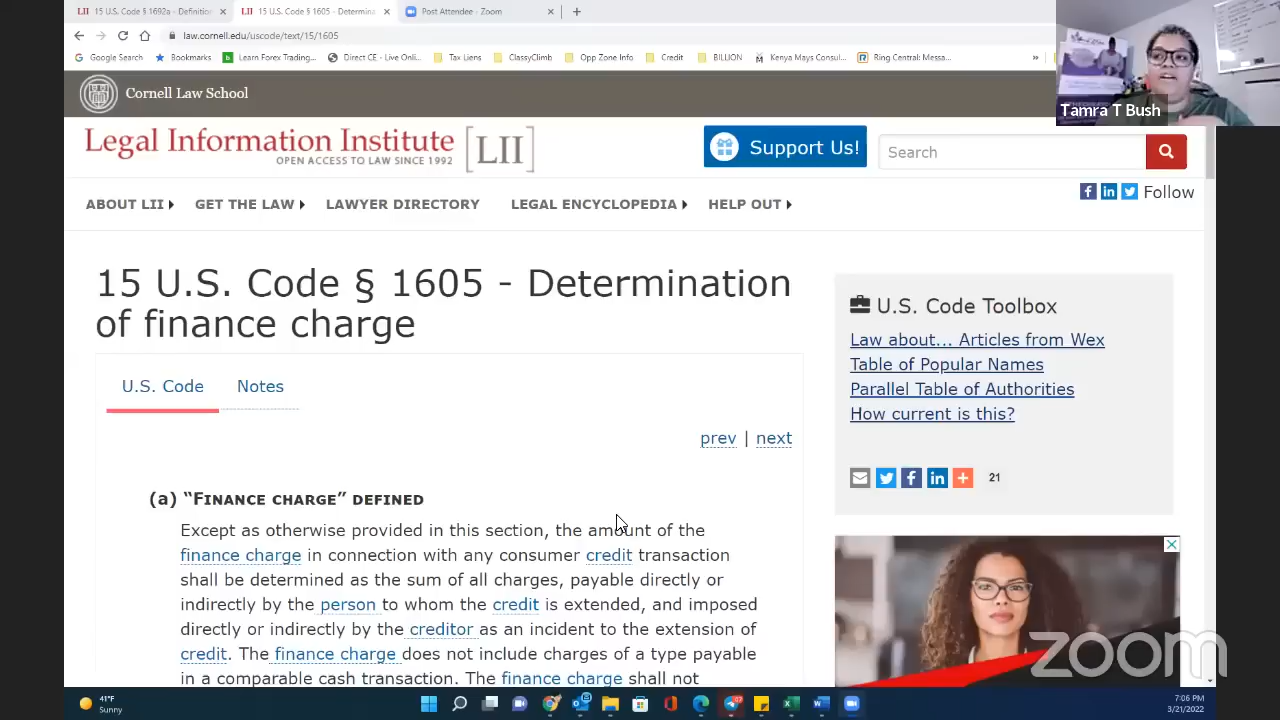 15 U.S. Code § 1692a - Definition
15 U.S. Code § 1605 - Determina
Post Attendee - Zoom
law.cornell.edu/uscode/text/15/1605
Google Search
Bookmarks
Learn Forex Trading...
Direct CE - Live Onli...
Tax Liens
ClassyClimb
Opp Zone Info
Credit
BILLION
Kenya Mays Consul...
Ring Central: Messa...
»
Tamra T Bush
Cornell Law School
Legal Information Institute [LII]
OPEN ACCESS TO LAW SINCE 1992
Support Us!
Search
ABOUT LII
GET THE LAW
LAWYER DIRECTORY
LEGAL ENCYCLOPEDIA
HELP OUT
Follow
15 U.S. Code § 1605 - Determination
of finance charge
U.S. Code
Notes
prev | next
(a) “FINANCE CHARGE” DEFINED
Except as otherwise provided in this section, the amount of the
finance charge in connection with any consumer credit transaction
shall be determined as the sum of all charges, payable directly or
indirectly by the person to whom the credit is extended, and imposed
directly or indirectly by the creditor as an incident to the extension of
credit. The finance charge does not include charges of a type payable
in a comparable cash transaction. The finance charge shall not
U.S. Code Toolbox
Law about... Articles from Wex
Table of Popular Names
Parallel Table of Authorities
How current is this?
21
zoom
41°F
Sunny
7:06 PM
3/21/2022